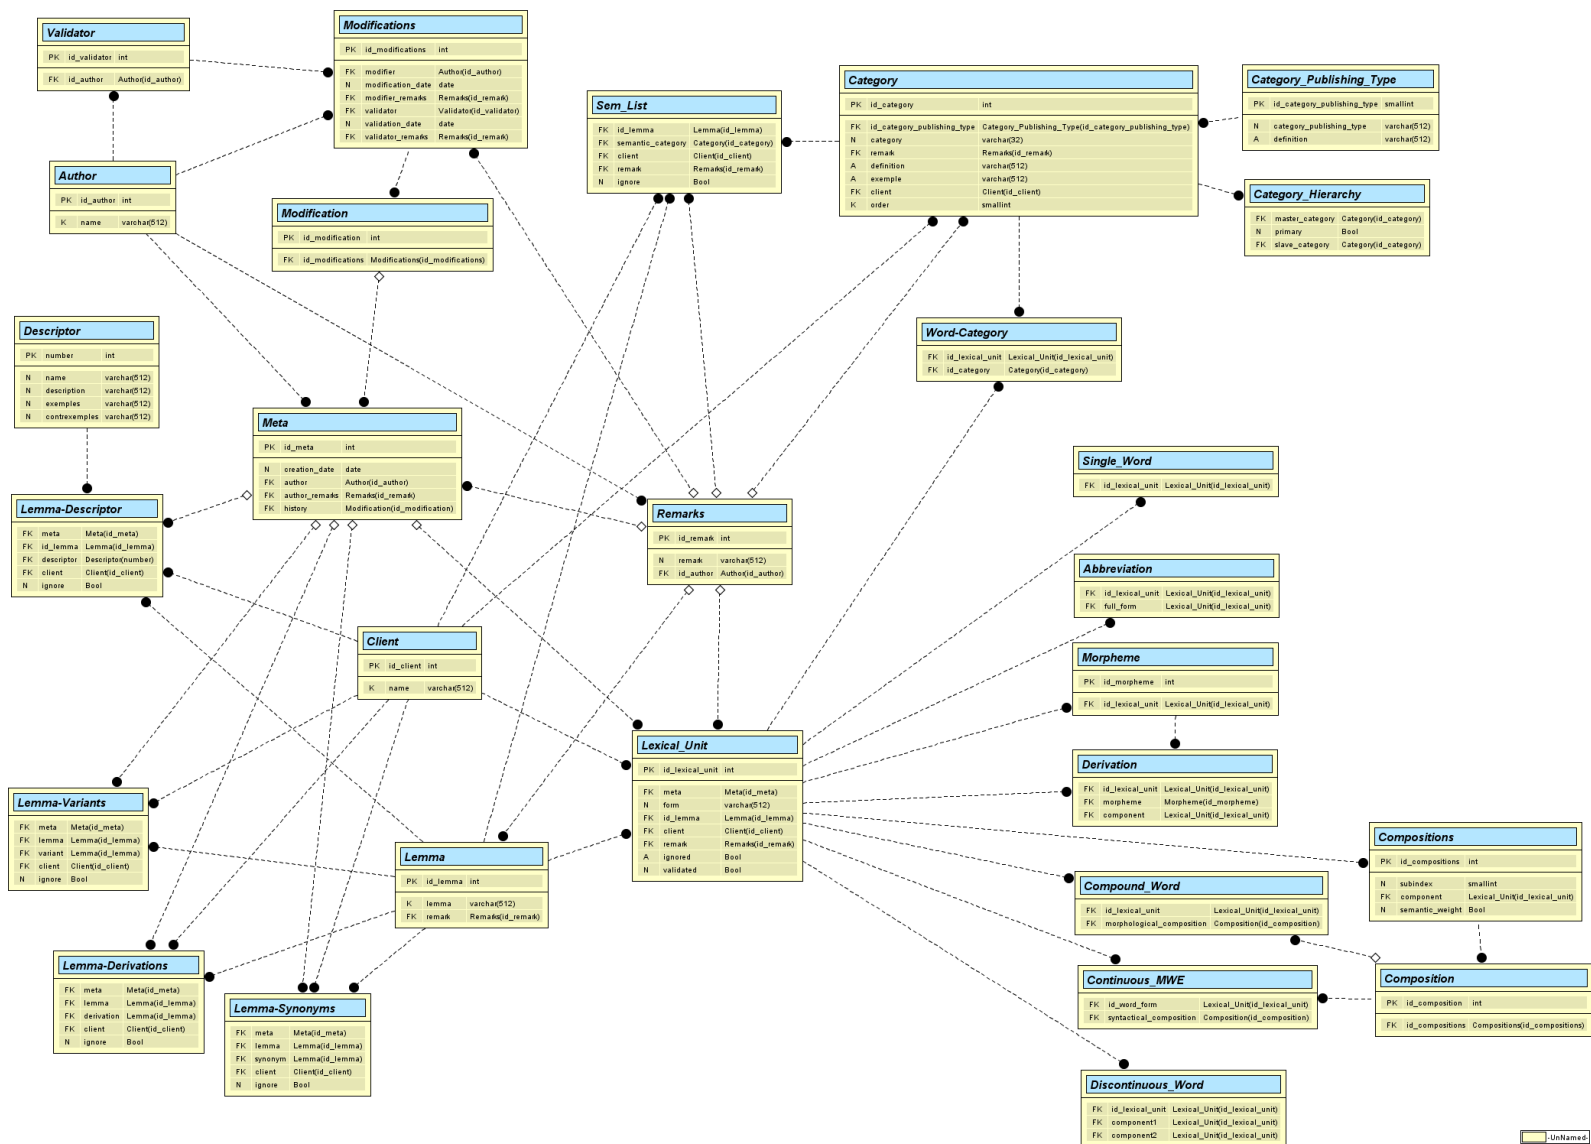 Validator
PK id_validator int
FK id_author Author(id_author)
Modifications
PK id_modifications int
FK modifier Author(id_author)
N modification_date date
FK modifier_remarks Remarks(id_remark)
FK validator Validator(id_validator)
N validation_date date
FK validator_remarks Remarks(id_remark)
Sem_List
FK id_lemma Lemma(id_lemma)
FK semantic_category Category(id_category)
FK client Client(id_client)
FK remark Remarks(id_remark)
N ignore Bool
Category
PK id_category int
FK id_category_publishing_type Category_Publishing_Type(id_category_publishing_type)
N category varchar(32)
FK remark Remarks(id_remark)
A definition varchar(512)
A exemple varchar(512)
FK client Client(id_client)
K order smallint
Category_Publishing_Type
PK id_category_publishing_type smallint
N category_publishing_type varchar(512)
A definition varchar(512)
Author
PK id_author int
K name varchar(512)
Modification
PK id_modification int
FK id_modifications Modifications(id_modifications)
Category_Hierarchy
FK master_category Category(id_category)
N primary Bool
FK slave_category Category(id_category)
Descriptor
PK number int
N name varchar(512)
N description varchar(512)
N exemples varchar(512)
N contrexemples varchar(512)
Word-Category
FK id_lexical_unit Lexical_Unit(id_lexical_unit)
FK id_category Category(id_category)
Meta
PK id_meta int
N creation_date date
FK author Author(id_author)
FK author_remarks Remarks(id_remark)
FK history Modification(id_modification)
Single_Word
FK id_lexical_unit Lexical_Unit(id_lexical_unit)
Lemma-Descriptor
FK meta Meta(id_meta)
FK id_lemma Lemma(id_lemma)
FK descriptor Descriptor(number)
FK client Client(id_client)
N ignore Bool
Remarks
PK id_remark int
N remark varchar(512)
FK id_author Author(id_author)
Abbreviation
FK id_lexical_unit Lexical_Unit(id_lexical_unit)
FK full_form Lexical_Unit(id_lexical_unit)
Client
PK id_client int
K name varchar(512)
Morpheme
PK id_morpheme int
FK id_lexical_unit Lexical_Unit(id_lexical_unit)
Lexical_Unit
PK id_lexical_unit int
FK meta Meta(id_meta)
N form varchar(512)
FK id_lemma Lemma(id_lemma)
FK client Client(id_client)
FK remark Remarks(id_remark)
A ignored Bool
N validated Bool
Derivation
FK id_lexical_unit Lexical_Unit(id_lexical_unit)
FK morpheme Morpheme(id_morpheme)
FK component Lexical_Unit(id_lexical_unit)
Lemma-Variants
FK meta Meta(id_meta)
FK lemma Lemma(id_lemma)
FK variant Lemma(id_lemma)
FK client Client(id_client)
N ignore Bool
Lemma
PK id_lemma int
K lemma varchar(512)
FK remark Remarks(id_remark)
Compositions
PK id_compositions int
N subindex smallint
FK component Lexical_Unit(id_lexical_unit)
N semantic_weight Bool
Compound_Word
FK id_lexical_unit Lexical_Unit(id_lexical_unit)
FK morphological_composition Composition(id_composition)
Lemma-Derivations
FK meta Meta(id_meta)
FK lemma Lemma(id_lemma)
FK derivation Lemma(id_lemma)
FK client Client(id_client)
N ignore Bool
Lemma-Synonyms
FK meta Meta(id_meta)
FK lemma Lemma(id_lemma)
FK synonym Lemma(id_lemma)
FK client Client(id_client)
N ignore Bool
Continuous_MWE
FK id_word_form Lexical_Unit(id_lexical_unit)
FK syntactical_composition Composition(id_composition)
Composition
PK id_composition int
FK id_compositions Compositions(id_compositions)
Discontinuous_Word
FK id_lexical_unit Lexical_Unit(id_lexical_unit)
FK component1 Lexical_Unit(id_lexical_unit)
FK component2 Lexical_Unit(id_lexical_unit)
-UnNamed-